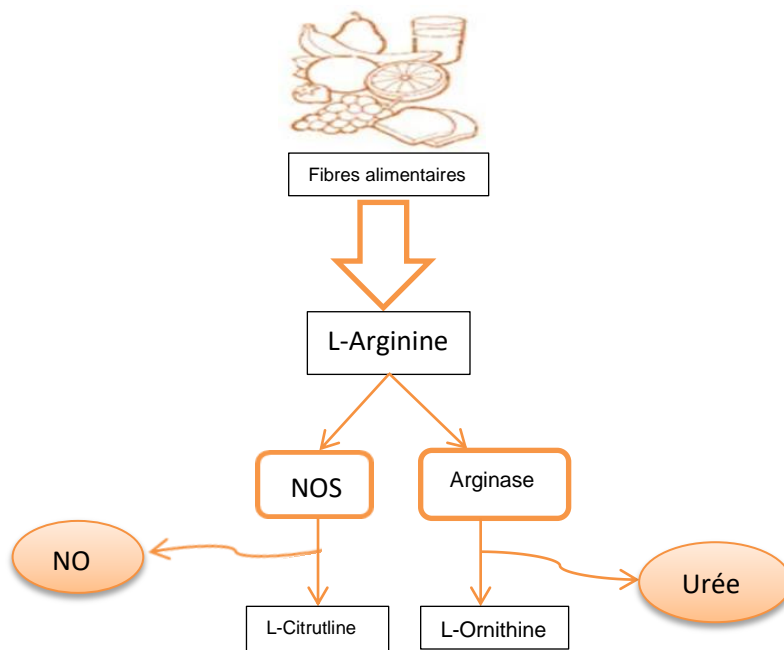 Fibres alimentaires
L-Arginine
NOS
Arginase
NO
Urée
L-Citrutline
L-Ornithine